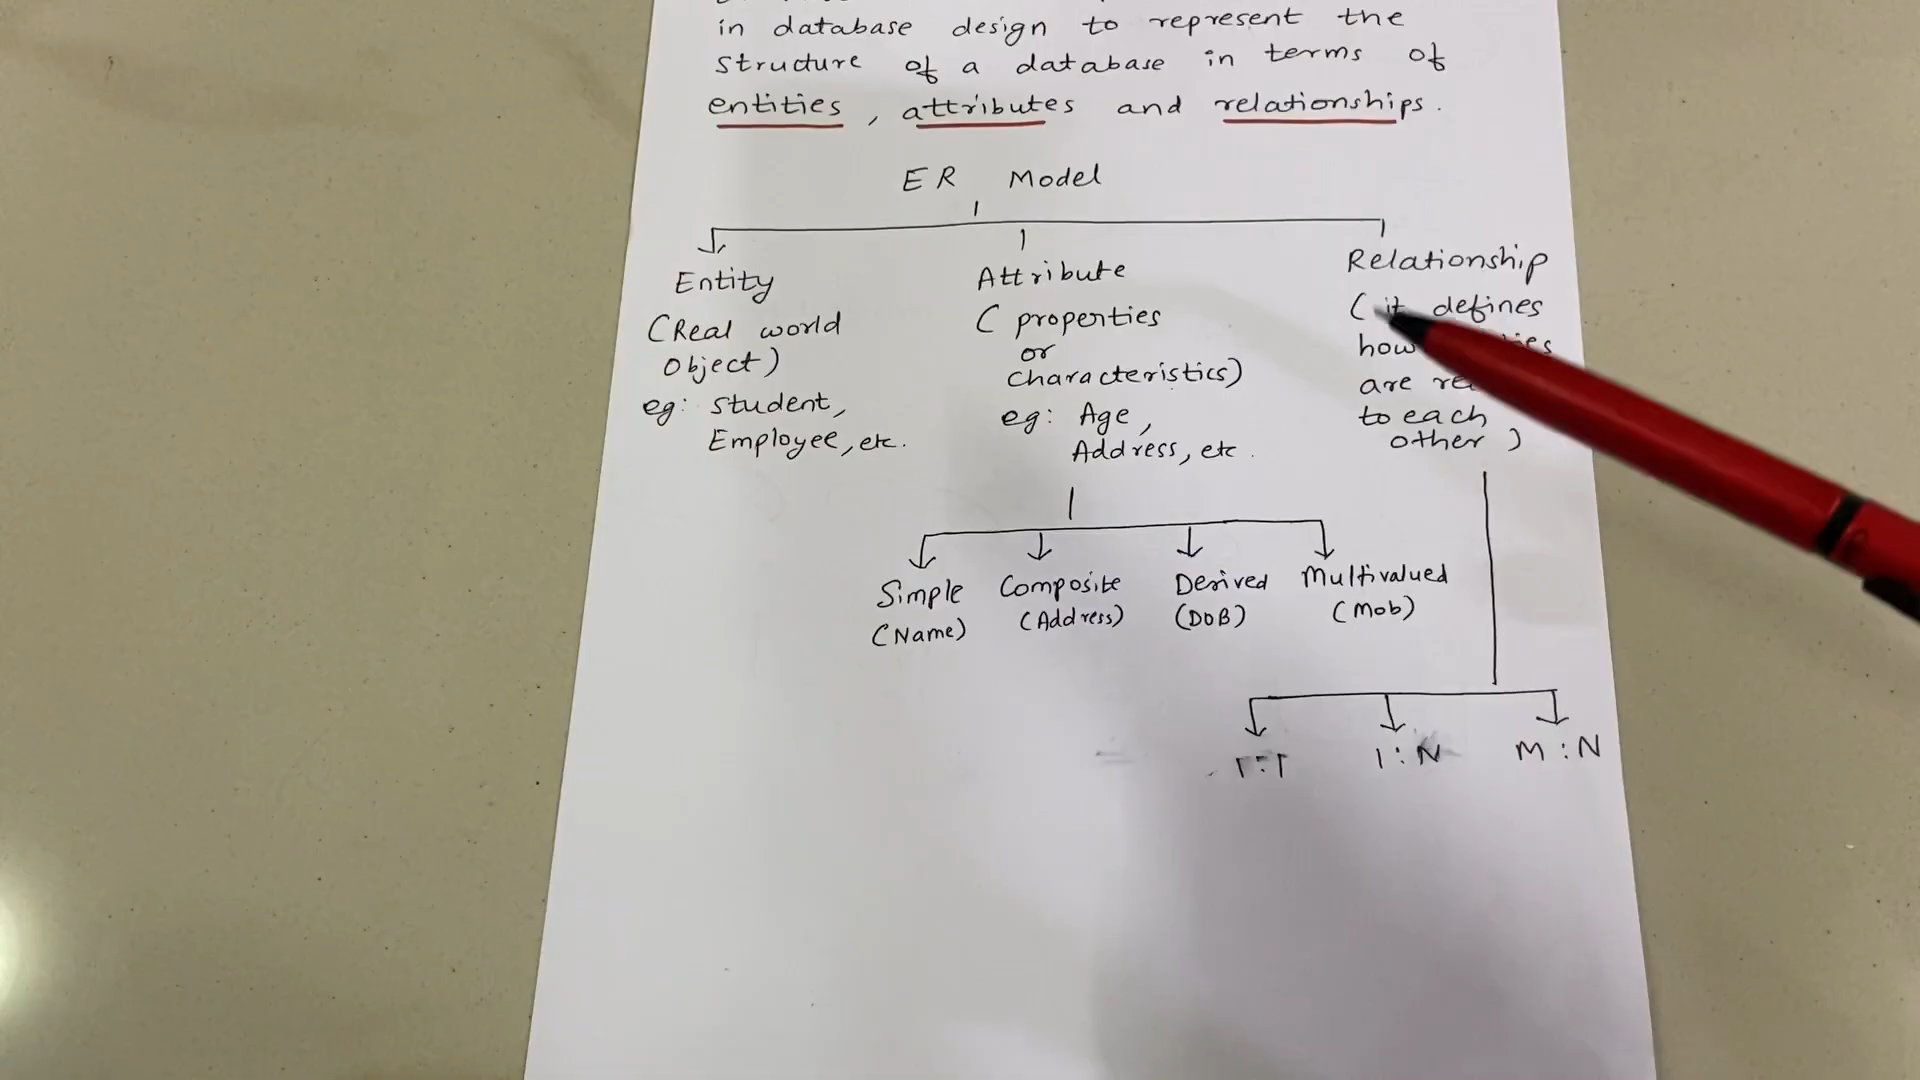 in database design to represent the
structure of a database in terms of
entities, attributes and relationships.
ER Model
Entity
(Real world
object)
eg: student,
Employee, etc.
Attribute
( properties
or
characteristics)
eg: Age,
Address, etc.
Relationship
( it defines
how
are
to each
other )
Simple
(Name)
Composite
(Address)
Derived
(DOB)
Multivalued
(Mob)
1:1
1:N
M:N